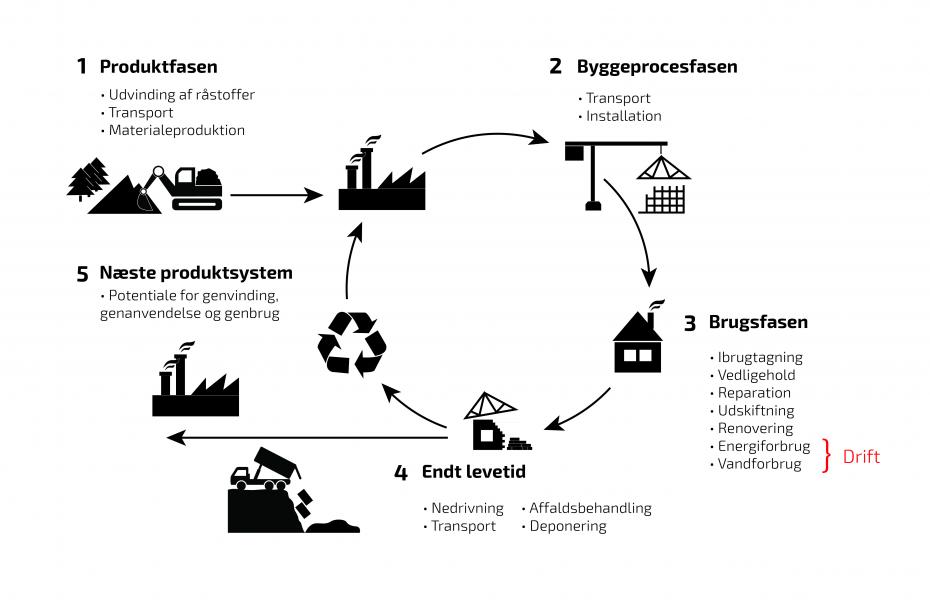 1 Produktfasen
• Udvinding af råstoffer
• Transport
• Materialeproduktion
2 Byggeprocesfasen
• Transport
• Installation
5 Næste produktsystem
• Potentiale for genvinding,
genanvendelse og genbrug
3 Brugsfasen
• Ibrugtagning
• Vedligehold
• Reparation
• Udskiftning
• Renovering
• Energiforbrug
• Vandforbrug
} Drift
4 Endt levetid
• Nedrivning • Affaldsbehandling
• Transport • Deponering